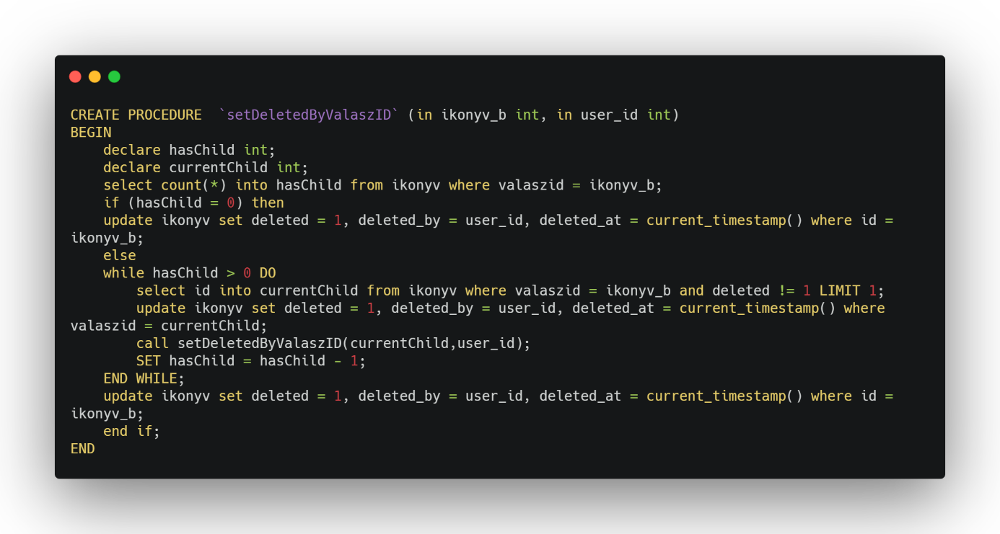 CREATE PROCEDURE  `setDeletedByValaszID` (in ikonyv_b int, in user_id int)
BEGIN
    declare hasChild int;
    declare currentChild int;
    select count(*) into hasChild from ikonyv where valaszid = ikonyv_b;
    if (hasChild = 0) then
    update ikonyv set deleted = 1, deleted_by = user_id, deleted_at = current_timestamp() where id =
ikonyv_b;
    else
    while hasChild > 0 DO
        select id into currentChild from ikonyv where valaszid = ikonyv_b and deleted != 1 LIMIT 1;
        update ikonyv set deleted = 1, deleted_by = user_id, deleted_at = current_timestamp() where
valaszid = currentChild;
        call setDeletedByValaszID(currentChild,user_id);
        SET hasChild = hasChild - 1;
    END WHILE;
    update ikonyv set deleted = 1, deleted_by = user_id, deleted_at = current_timestamp() where id =
ikonyv_b;
    end if;
END